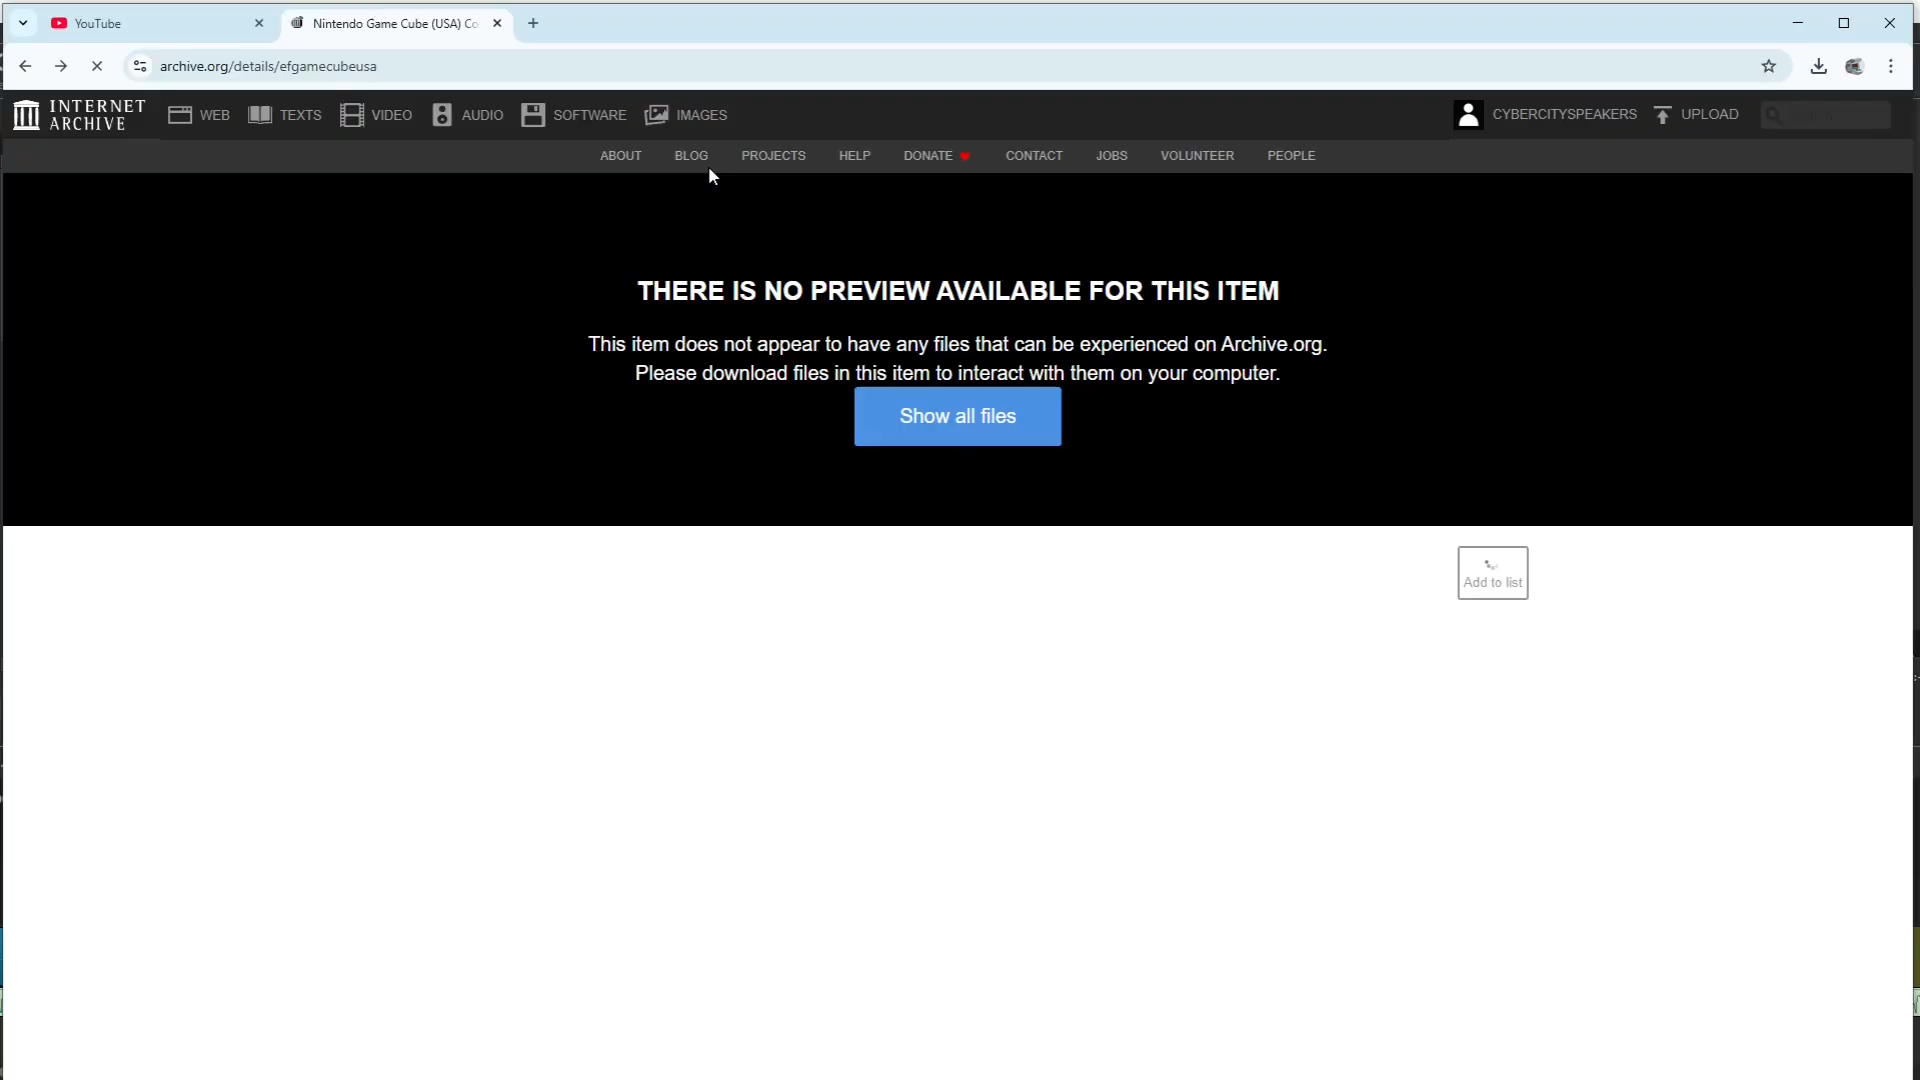 YouTube
Nintendo Game Cube (USA) Co
archive.org/details/efgamecubeusa
INTERNET ARCHIVE
WEB
TEXTS
VIDEO
AUDIO
SOFTWARE
IMAGES
CYBERCITYSPEAKERS
UPLOAD
ABOUT
BLOG
PROJECTS
HELP
DONATE
CONTACT
JOBS
VOLUNTEER
PEOPLE
THERE IS NO PREVIEW AVAILABLE FOR THIS ITEM
This item does not appear to have any files that can be experienced on Archive.org.
Please download files in this item to interact with them on your computer.
Show all files
Add to list